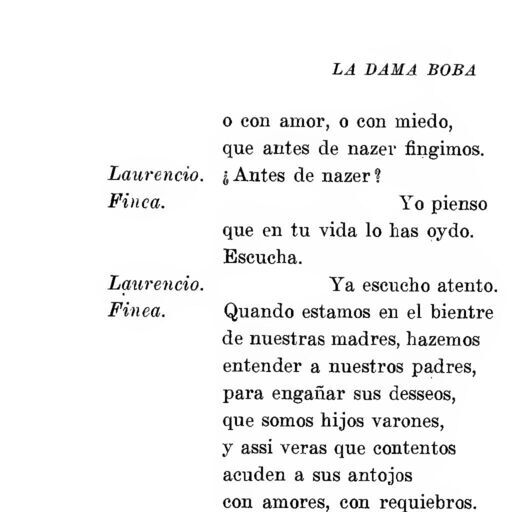 LA DAMA BOBA
o con amor, o con miedo,
que antes de nazer fingimos.
Laurencio. ¿Antes de nazer?
Finca. Yo pienso
que en tu vida lo has oydo.
Escucha.
Laurencio. Ya escucho atento.
Finea. Quando estamos en el bientre
de nuestras madres, hazemos
entender a nuestros padres,
para engañar sus desseos,
que somos hijos varones,
y assi veras que contentos
acuden a sus antojos
con amores, con requiebros.